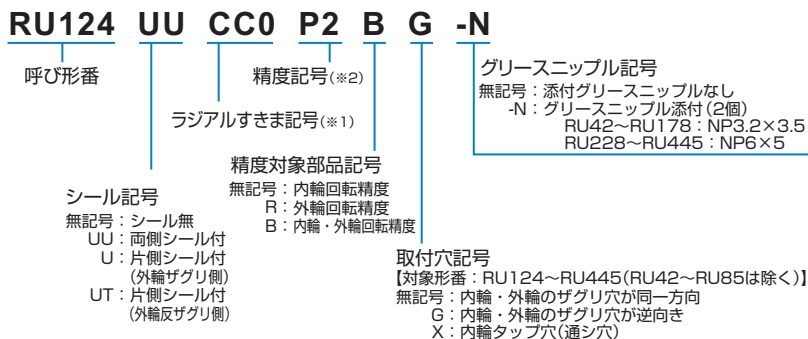 RU124 UU CC0 P2 B G -N
呼び形番
精度記号(※2)
ラジアルすきま記号(※1)
グリースニップル記号
無記号：添付グリースニップルなし
-N：グリースニップル添付(2個)
RU42～RU178：NP3.2×3.5
RU228～RU445：NP6×5
精度対象部品記号
無記号：内輪回転精度
R：外輪回転精度
B：内輪・外輪回転精度
シール記号
無記号：シール無
UU：両側シール付
U：片側シール付
(外輪ザグリ側)
UT：片側シール付
(外輪反ザグリ側)
取付穴記号
【対象形番：RU124～RU445(RU42～RU85は除く)】
無記号：内輪・外輪のザグリ穴が同一方向
G：内輪・外輪のザグリ穴が逆向き
X：内輪タップ穴(通シ穴)